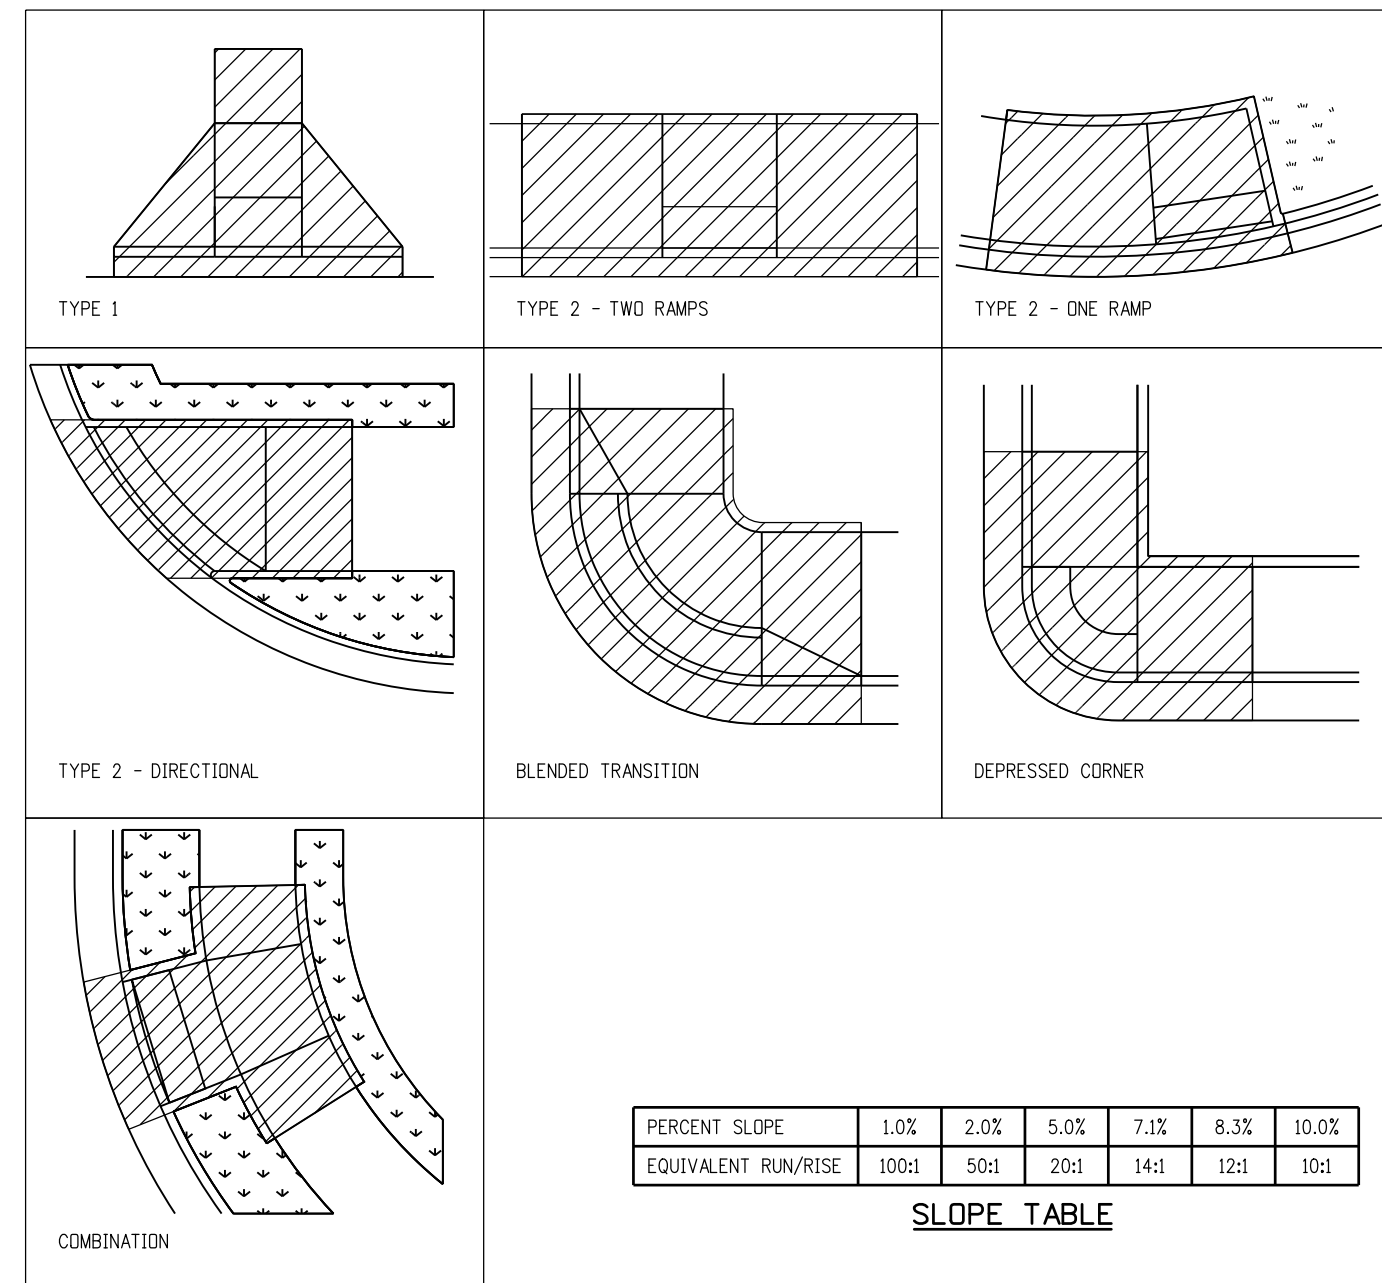 TYPE 1
TYPE 2 - TWO RAMPS
TYPE 2 - ONE RAMP
TYPE 2 - DIRECTIONAL
BLENDED TRANSITION
DEPRESSED CORNER
COMBINATION
PERCENT SLOPE 1.0% 2.0% 5.0% 7.1% 8.3% 10.0%
EQUIVALENT RUN/RISE 100:1 50:1 20:1 14:1 12:1 10:1
SLOPE TABLE